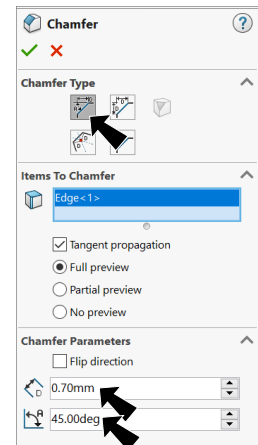 Chamfer
?
Chamfer Type
Items To Chamfer
Edge<1>
Tangent propagation
Full preview
Partial preview
No preview
Chamfer Parameters
Flip direction
0.70mm
45.00deg